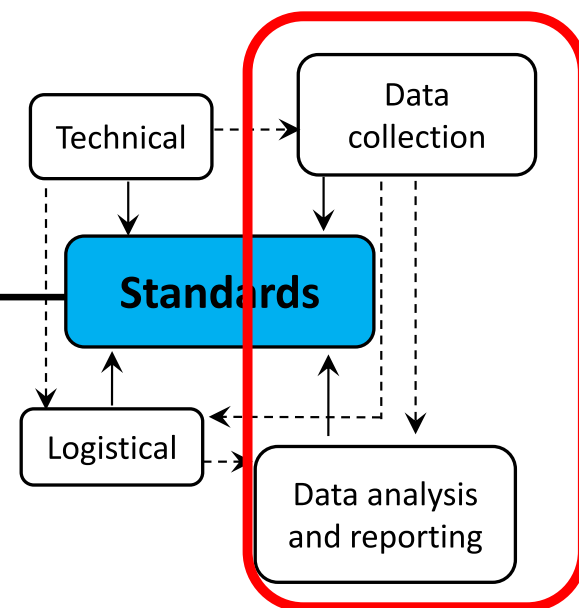 Technical
Data
collection
Standards
Logistical
Data analysis
and reporting